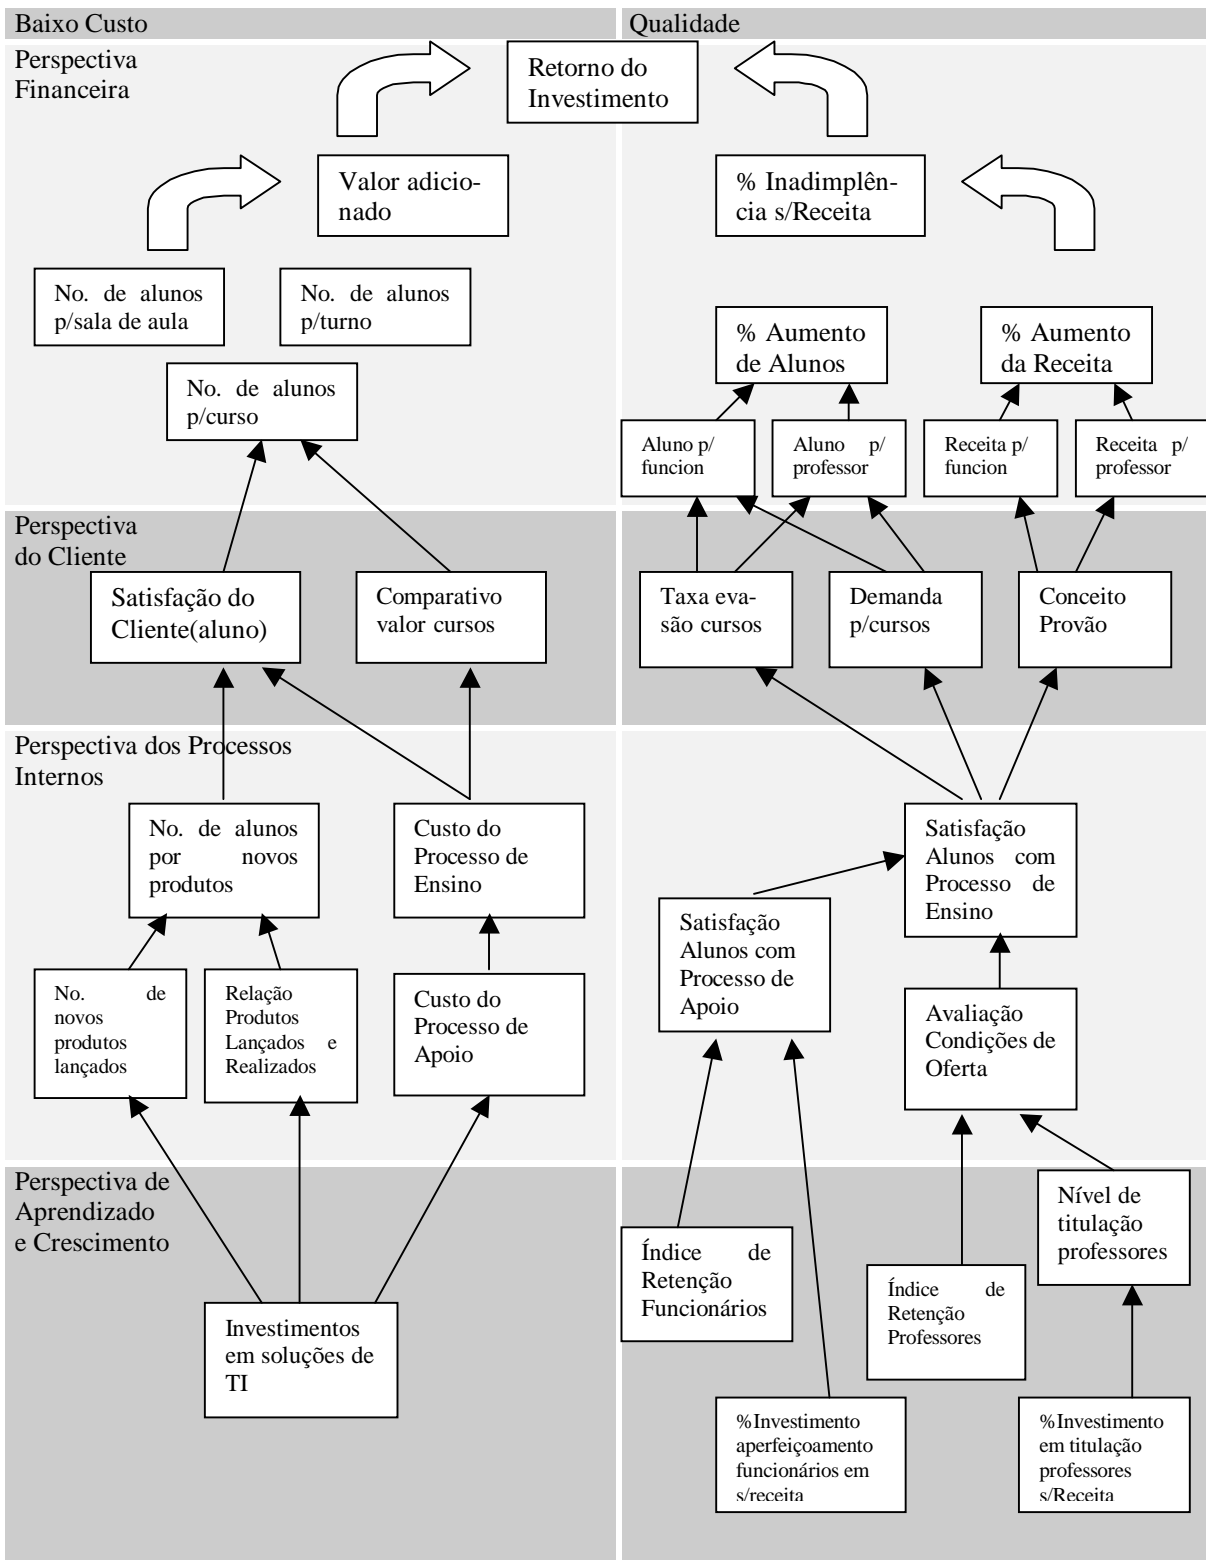 Baixo Custo
Qualidade
Perspectiva
Financeira
Retorno do
Investimento
Valor adicio-
nado
% Inadimplên-
cia s/Receita
No. de alunos
p/sala de aula
No. de alunos
p/turno
% Aumento
de Alunos
% Aumento
da Receita
No. de alunos
p/curso
Aluno p/
funcion
Aluno p/
professor
Receita p/
funcion
Receita p/
professor
Perspectiva
do Cliente
Satisfação do
Cliente(aluno)
Comparativo
valor cursos
Taxa eva-
são cursos
Demanda
p/cursos
Conceito
Provão
Perspectiva dos Processos
Internos
No. de alunos
por novos
produtos
Custo do
Processo de
Ensino
Satisfação
Alunos com
Processo de
Ensino
Satisfação
Alunos com
Processo de
Apoio
No. de
novos
produtos
lançados
Relação
Produtos
Lançados e
Realizados
Custo do
Processo de
Apoio
Avaliação
Condições de
Oferta
Perspectiva de
Aprendizado
e Crescimento
Nível de
titulação
professores
Índice de
Retenção
Funcionários
Índice de
Retenção
Professores
Investimentos
em soluções de
TI
%Investimento
aperfeiçoamento
funcionários em
s/receita
%Investimento
em titulação
professores
s/Receita